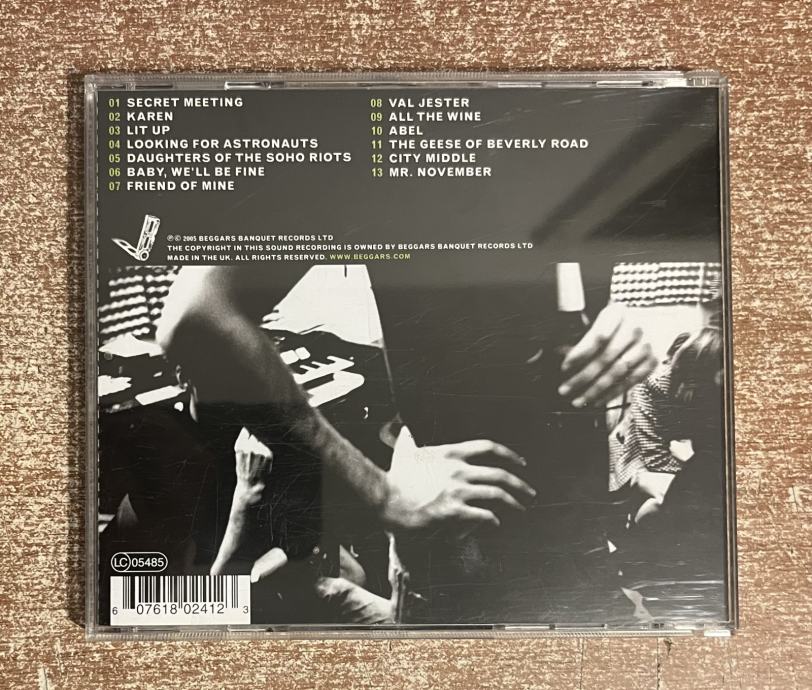 01 SECRET MEETING
02 KAREN
03 LIT UP
04 LOOKING FOR ASTRONAUTS
05 DAUGHTERS OF THE SOHO RIOTS
06 BABY, WE'LL BE FINE
07 FRIEND OF MINE
08 VAL JESTER
09 ALL THE WINE
10 ABEL
11 THE GEESE OF BEVERLY ROAD
12 CITY MIDDLE
13 MR. NOVEMBER
℗© 2005 BEGGARS BANQUET RECORDS LTD
THE COPYRIGHT IN THIS SOUND RECORDING IS OWNED BY BEGGARS BANQUET RECORDS LTD
MADE IN THE UK. ALL RIGHTS RESERVED. WWW.BEGGARS.COM
LC 05485
6 07618 02412 3